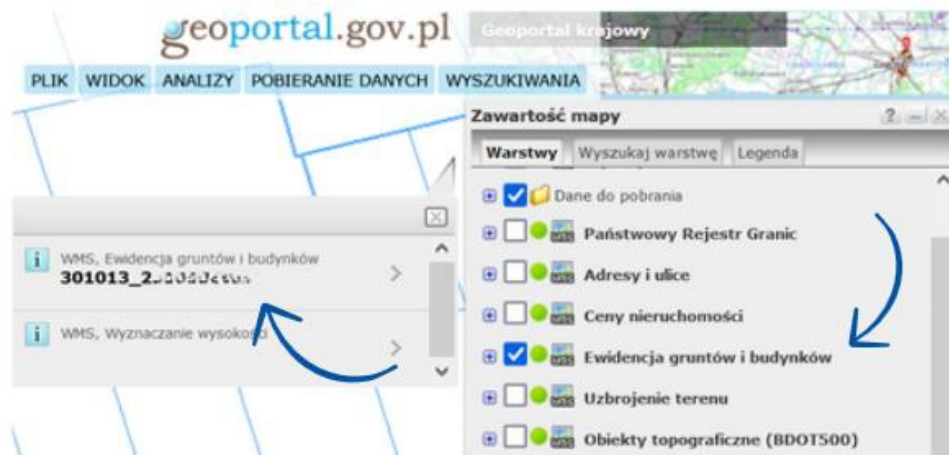 geoportal.gov.pl
Geoportal krajowy
PLIK WIDOK ANALIZY POBIERANIE DANYCH WYSZUKIWANIA
Zawartość mapy
Warstwy Wyszukaj warstwę Legenda
Dane do pobrania
Państwowy Rejestr Granic
Adresy i ulice
Ceny nieruchomości
Ewidencja gruntów i budynków
Uzbrojenie terenu
Obiekty topograficzne (BDOT500)
WMS, Ewidencja gruntów i budynków
301013_2
WMS, Wyznaczanie wysokości